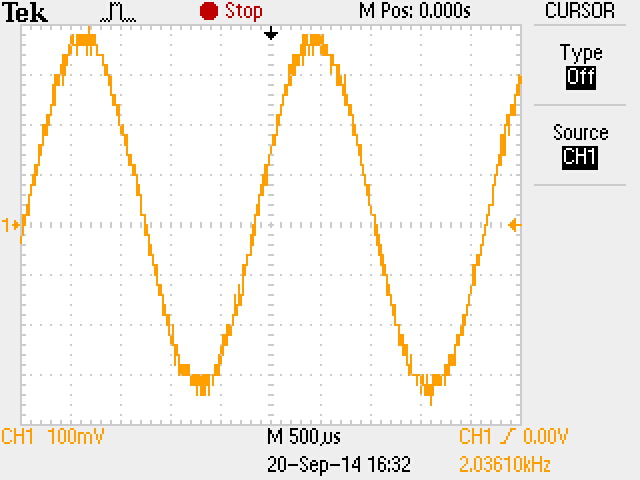 Tek Stop M Pos: 0.000s CURSOR
Type
Off
Source
CH1
1
CH1 100mV M 500µs CH1 0.00V
20-Sep-14 16:32 2.03610kHz